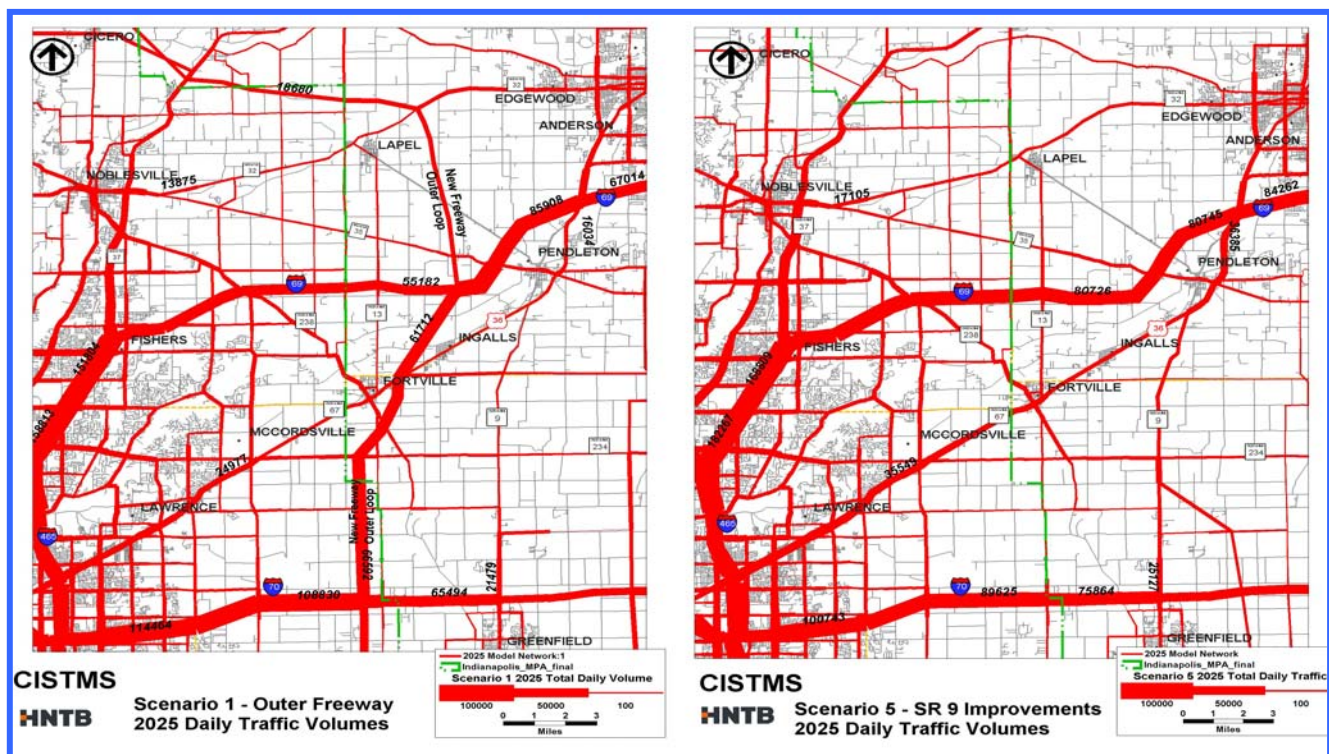 CICERO
18680
32
EDGEWOOD
ANDERSON
LAPEL
NOBLESVILLE
13875
32
New Freeway
Outer Loop
67014
85908
69
16034
38
PENDLETON
37
69
55182
61712
36
238
13
INGALLS
FISHERS
151804
FORTVILLE
67
9
MCCORDSVILLE
234
24977
LAWRENCE
New Freeway
Outer Loop
465
66592
70
108830
65494
21479
114464
GREENFIELD
2025 Model Network:1
Indianapolis_MPA_final
Scenario 1 2025 Total Daily Volume
100000 50000 100
0 1 2 3
Miles
CISTMS
HNTB
Scenario 1 - Outer Freeway
2025 Daily Traffic Volumes
CICERO
32
EDGEWOOD
ANDERSON
LAPEL
NOBLESVILLE
17105
84262
69
80745
37
38
PENDLETON
69
80726
13
36
238
INGALLS
FISHERS
FORTVILLE
67
9
MCCORDSVILLE
234
35549
LAWRENCE
465
25127
70
89625
75864
100743
GREENFIELD
2025 Model Network
Indianapolis_MPA_final
Scenario 5 2025 Total Daily Traffic
100000 50000 100
0 1 2 3
Miles
CISTMS
HNTB
Scenario 5 - SR 9 Improvements
2025 Daily Traffic Volumes